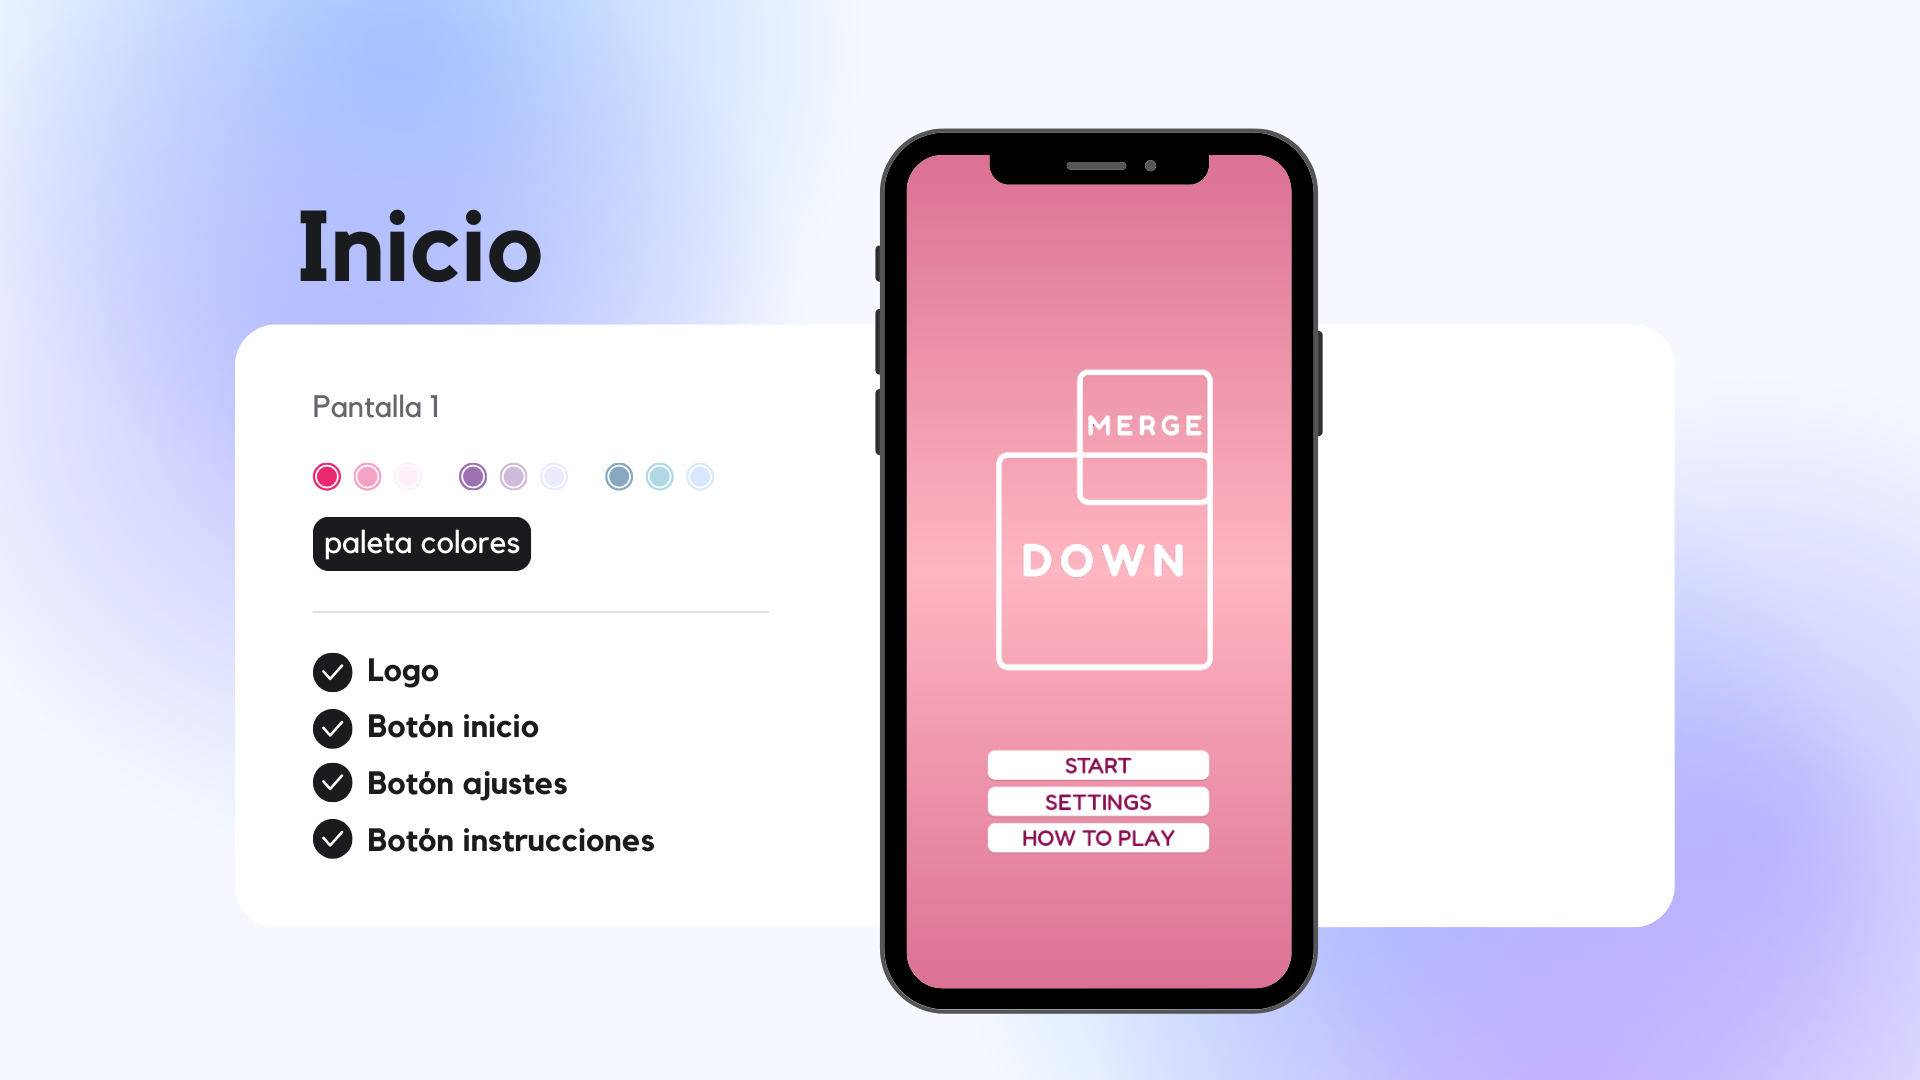 Inicio
Pantalla 1
paleta colores
Logo
Botón inicio
Botón ajustes
Botón instrucciones
MERGE
DOWN
START
SETTINGS
HOW TO PLAY